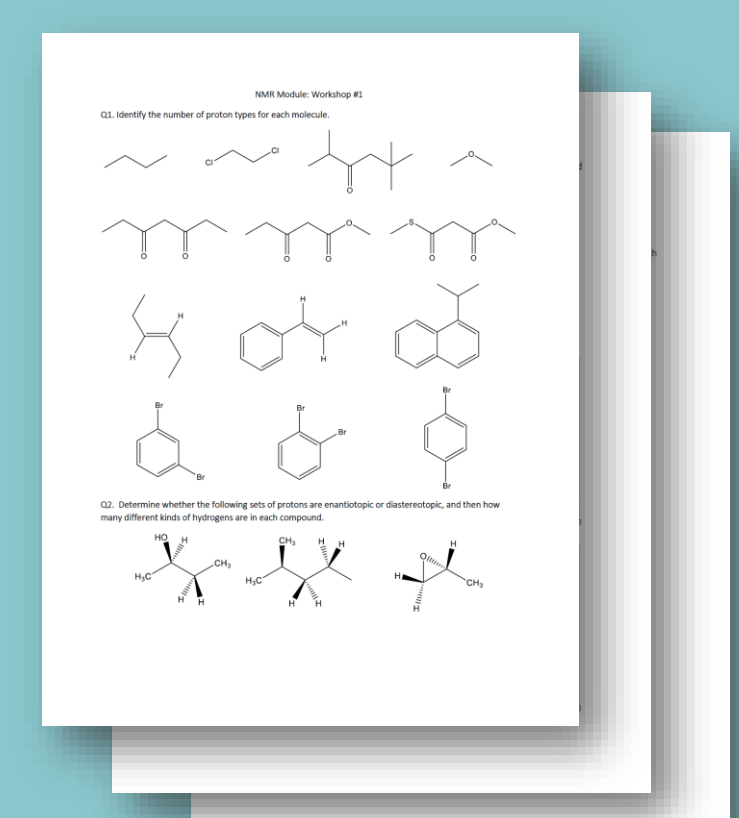 NMR Module: Workshop #1
Q1. Identify the number of proton types for each molecule.
Cl Cl O O
O O O O O S O O O
H H H H H
Br Br Br Br Br Br
Q2. Determine whether the following sets of protons are enantiotopic or diastereotopic, and then how
many different kinds of hydrogens are in each compound.
HO H H₃C CH₃ H H
CH₃ H H H₃C H H
O H H CH₃ H
h